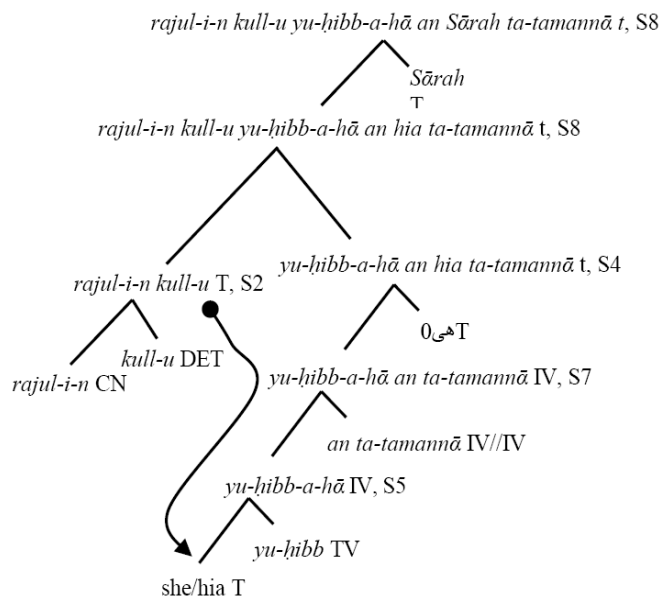 rajul-i-n kull-u yu-ḥibb-a-hā an Sārah ta-tamannā t, S8
Sārah
T
rajul-i-n kull-u yu-ḥibb-a-hā an hia ta-tamannā t, S8
rajul-i-n kull-u T, S2
yu-ḥibb-a-hā an hia ta-tamannā t, S4
0هىT
kull-u DET
rajul-i-n CN
yu-ḥibb-a-hā an ta-tamannā IV, S7
an ta-tamannā IV//IV
yu-ḥibb-a-hā IV, S5
yu-ḥibb TV
she/hia T